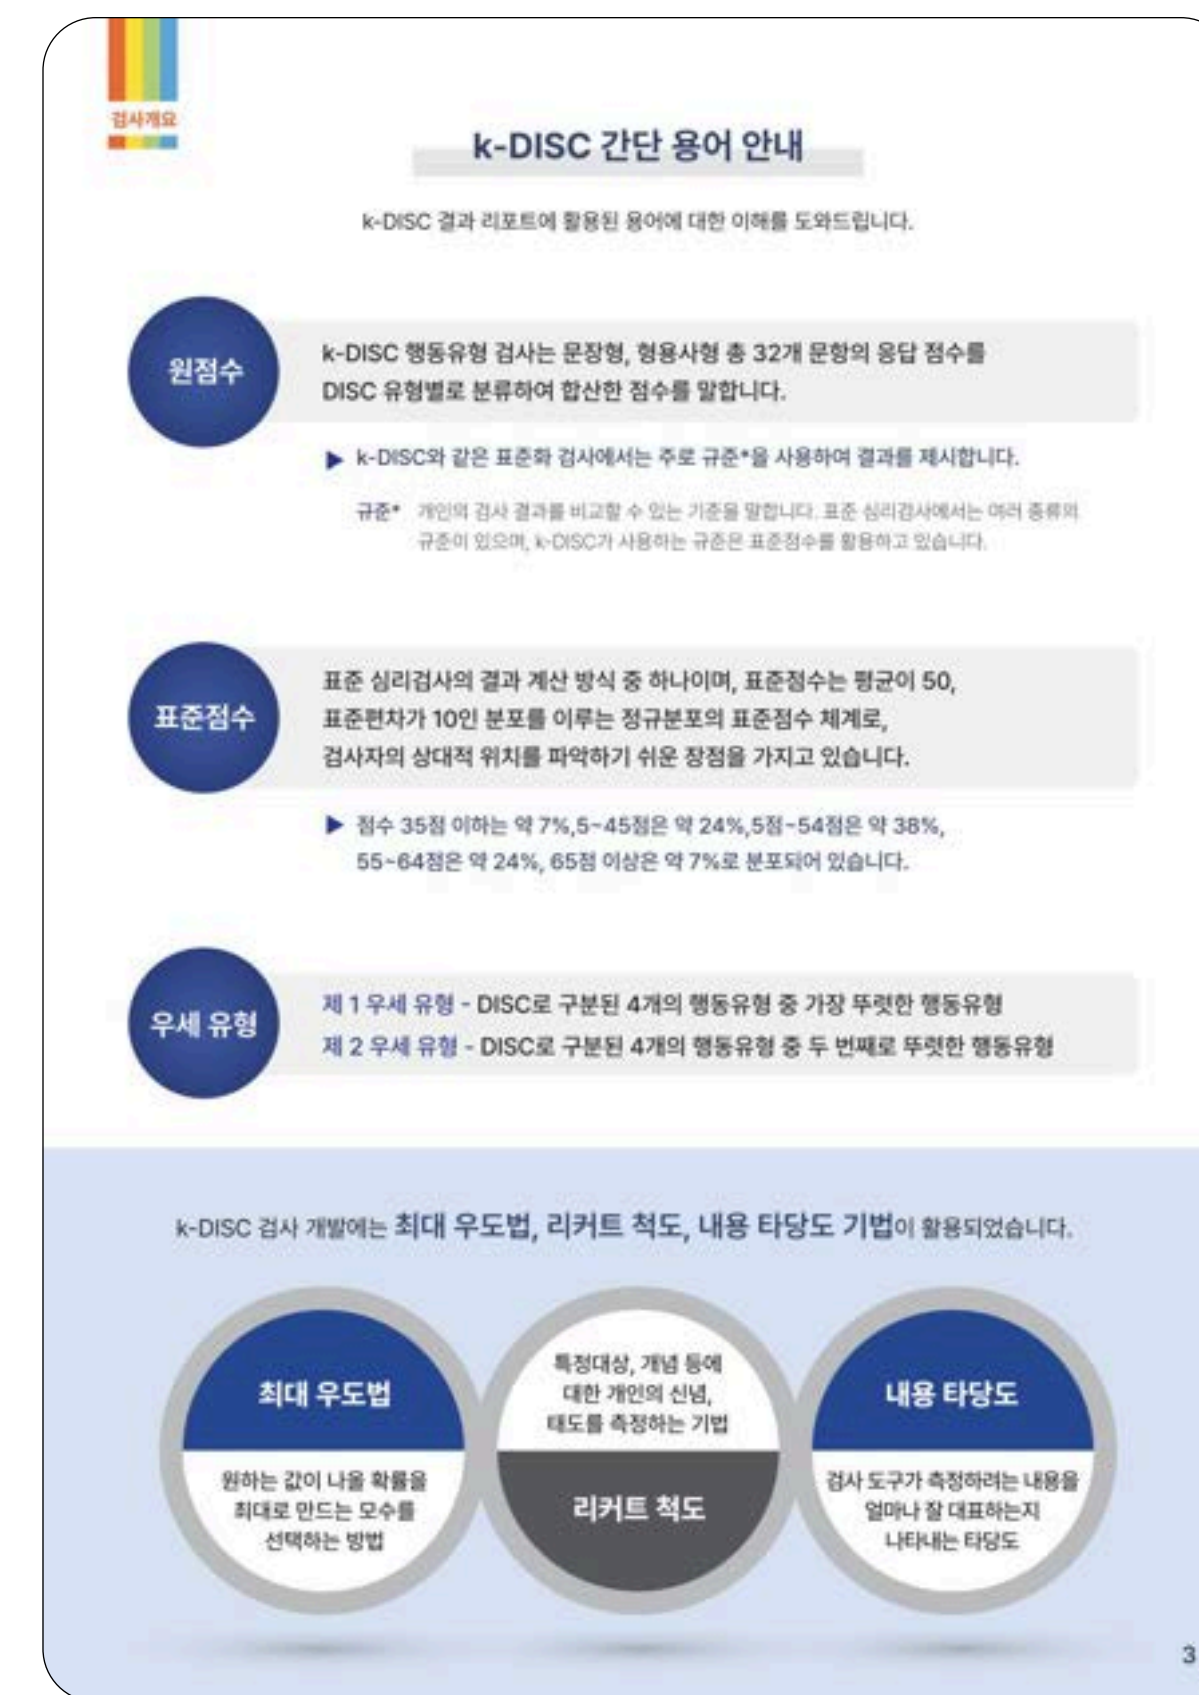 검사개요
k-DISC 간단 용어 안내
k-DISC 결과 리포트에 활용된 용어에 대한 이해를 도와드립니다.
원점수
k-DISC 행동유형 검사는 문장형, 형용사형 총 32개 문항의 응답 점수를
DISC 유형별로 분류하여 합산한 점수를 말합니다.
▶ k-DISC와 같은 표준화 검사에서는 주로 규준*을 사용하여 결과를 제시합니다.
규준* 개인의 검사 결과를 비교할 수 있는 기준을 말합니다. 표준 심리검사에서는 여러 종류의
규준이 있으며, k-DISC가 사용하는 규준은 표준점수를 활용하고 있습니다.
표준점수
표준 심리검사의 결과 계산 방식 중 하나이며, 표준점수는 평균이 50,
표준편차가 10인 분포를 이루는 정규분포의 표준점수 체계로,
검사자의 상대적 위치를 파악하기 쉬운 장점을 가지고 있습니다.
▶ 점수 35점 이하는 약 7%,5~45점은 약 24%,5점~54점은 약 38%,
55~64점은 약 24%, 65점 이상은 약 7%로 분포되어 있습니다.
우세 유형
제 1 우세 유형 - DISC로 구분된 4개의 행동유형 중 가장 뚜렷한 행동유형
제 2 우세 유형 - DISC로 구분된 4개의 행동유형 중 두 번째로 뚜렷한 행동유형
k-DISC 검사 개발에는 최대 우도법, 리커트 척도, 내용 타당도 기법이 활용되었습니다.
최대 우도법
원하는 값이 나올 확률을
최대로 만드는 모수를
선택하는 방법
특정대상, 개념 등에
대한 개인의 신념,
태도를 측정하는 기법
리커트 척도
내용 타당도
검사 도구가 측정하려는 내용을
얼마나 잘 대표하는지
나타내는 타당도
3